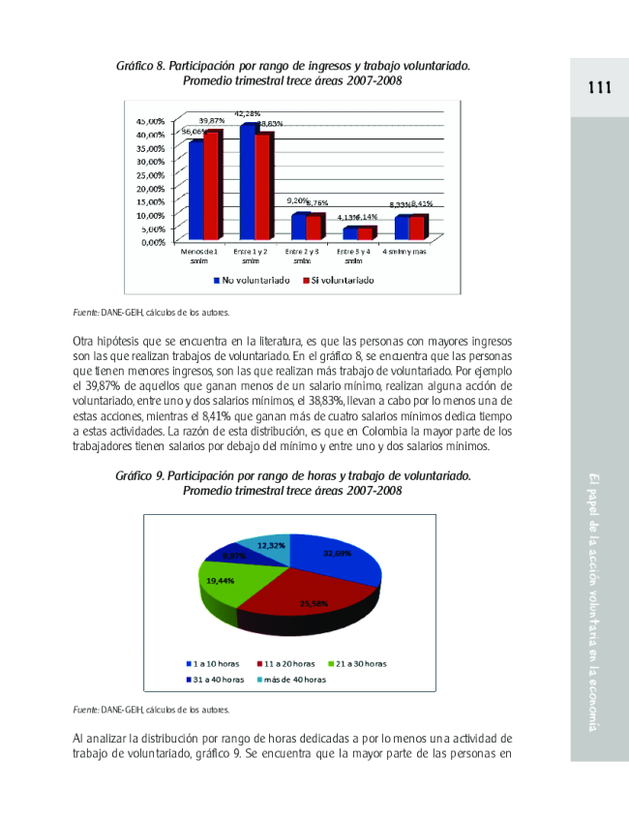 Gráfico 8. Participación por rango de ingresos y trabajo voluntariado.
Promedio trimestral trece áreas 2007-2008
111
45,00%
40,00%
35,00%
30,00%
25,00%
20,00%
15,00%
10,00%
5,00%
0,00%
36,06% 39,87%
42,28% 38,83%
9,20% 8,76%
4,13% 4,14%
8,33% 8,41%
Menos de 1 smlm
Entre 1 y 2 smlm
Entre 2 y 3 smlm
Entre 3 y 4 smlm
4 smlm y mas
No voluntariado Si voluntariado
Fuente: DANE-GEIH, cálculos de los autores.
Otra hipótesis que se encuentra en la literatura, es que las personas con mayores ingresos
son las que realizan trabajos de voluntariado. En el gráfico 8, se encuentra que las personas
que tienen menores ingresos, son las que realizan más trabajo de voluntariado. Por ejemplo
el 39,87% de aquellos que ganan menos de un salario mínimo, realizan alguna acción de
voluntariado, entre uno y dos salarios mínimos, el 38,83%, llevan a cabo por lo menos una de
estas acciones, mientras el 8,41% que ganan más de cuatro salarios mínimos dedica tiempo
a estas actividades. La razón de esta distribución, es que en Colombia la mayor parte de los
trabajadores tienen salarios por debajo del mínimo y entre uno y dos salarios mínimos.
Gráfico 9. Participación por rango de horas y trabajo de voluntariado.
Promedio trimestral trece áreas 2007-2008
12,32%
32,69%
19,44%
25,58%
1 a 10 horas 11 a 20 horas 21 a 30 horas
31 a 40 horas más de 40 horas
Fuente: DANE-GEIH, cálculos de los autores.
Al analizar la distribución por rango de horas dedicadas a por lo menos una actividad de
trabajo de voluntariado, gráfico 9. Se encuentra que la mayor parte de las personas en
El papel de la acción voluntaria en la economía